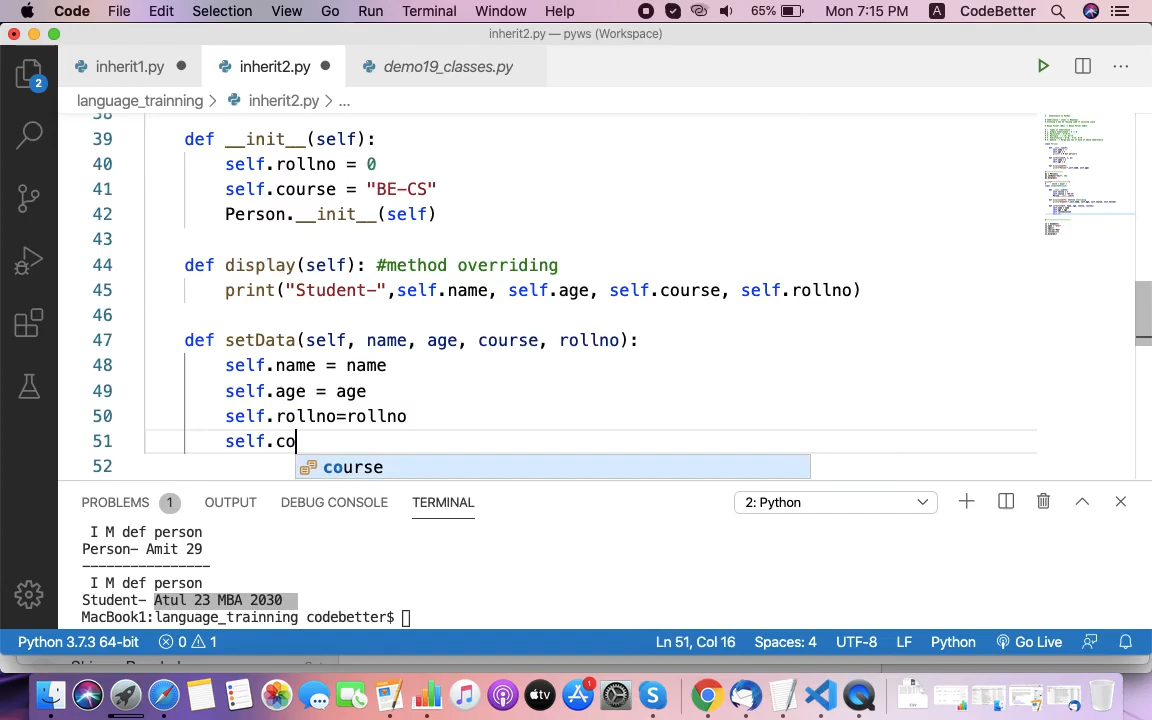 Code File Edit Selection View Go Run Terminal Window Help 65% Mon 7:15 PM A CodeBetter
inherit2.py — pyws (Workspace)
inherit1.py inherit2.py demo19_classes.py
2
language_trainning > inherit2.py > ...
38
39 def __init__(self):
40 self.rollno = 0
41 self.course = "BE-CS"
42 Person.__init__(self)
43
44 def display(self): #method overriding
45 print("Student-",self.name, self.age, self.course, self.rollno)
46
47 def setData(self, name, age, course, rollno):
48 self.name = name
49 self.age = age
50 self.rollno=rollno
51 self.co
52 course
PROBLEMS 1 OUTPUT DEBUG CONSOLE TERMINAL 2: Python
I M def person
Person- Amit 29
----------------
I M def person
Student- Atul 23 MBA 2030
MacBook1:language_trainning codebetter$
Python 3.7.3 64-bit 0 1 Ln 51, Col 16 Spaces: 4 UTF-8 LF Python Go Live
tv
1